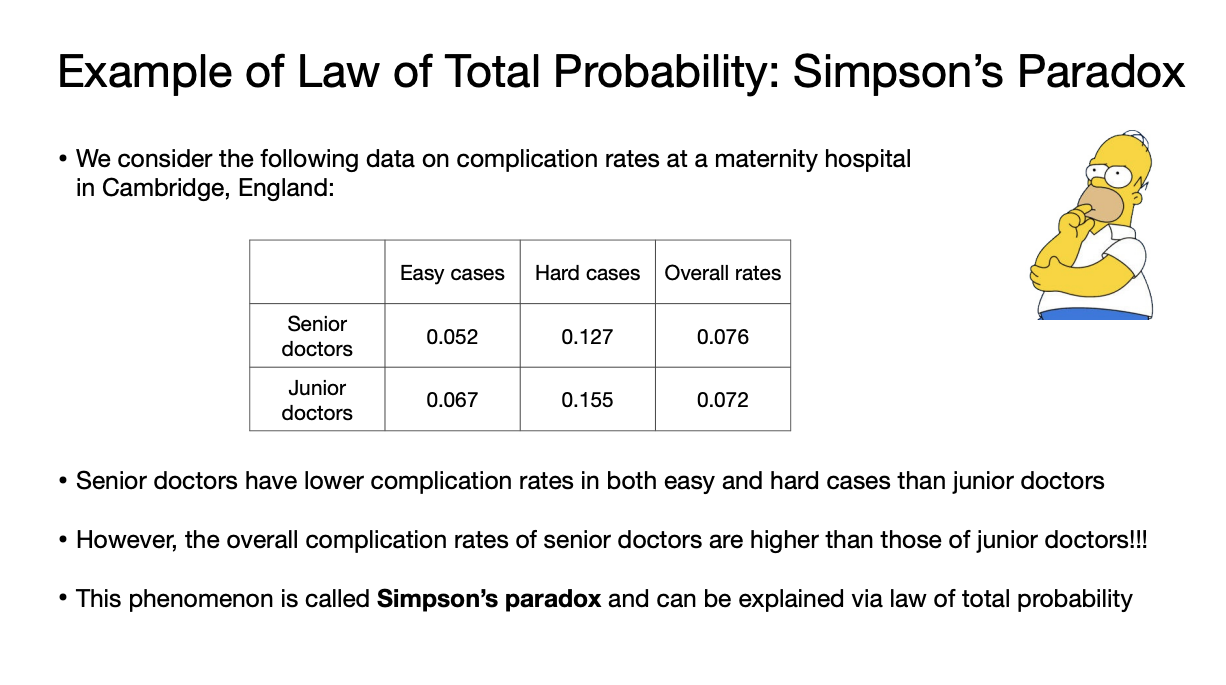 Example of Law of Total Probability: Simpson’s Paradox
• We consider the following data on complication rates at a maternity hospital
in Cambridge, England:
Easy cases Hard cases Overall rates
Senior
doctors 0.052 0.127 0.076
Junior
doctors 0.067 0.155 0.072
• Senior doctors have lower complication rates in both easy and hard cases than junior doctors
• However, the overall complication rates of senior doctors are higher than those of junior doctors!!!
• This phenomenon is called Simpson’s paradox and can be explained via law of total probability